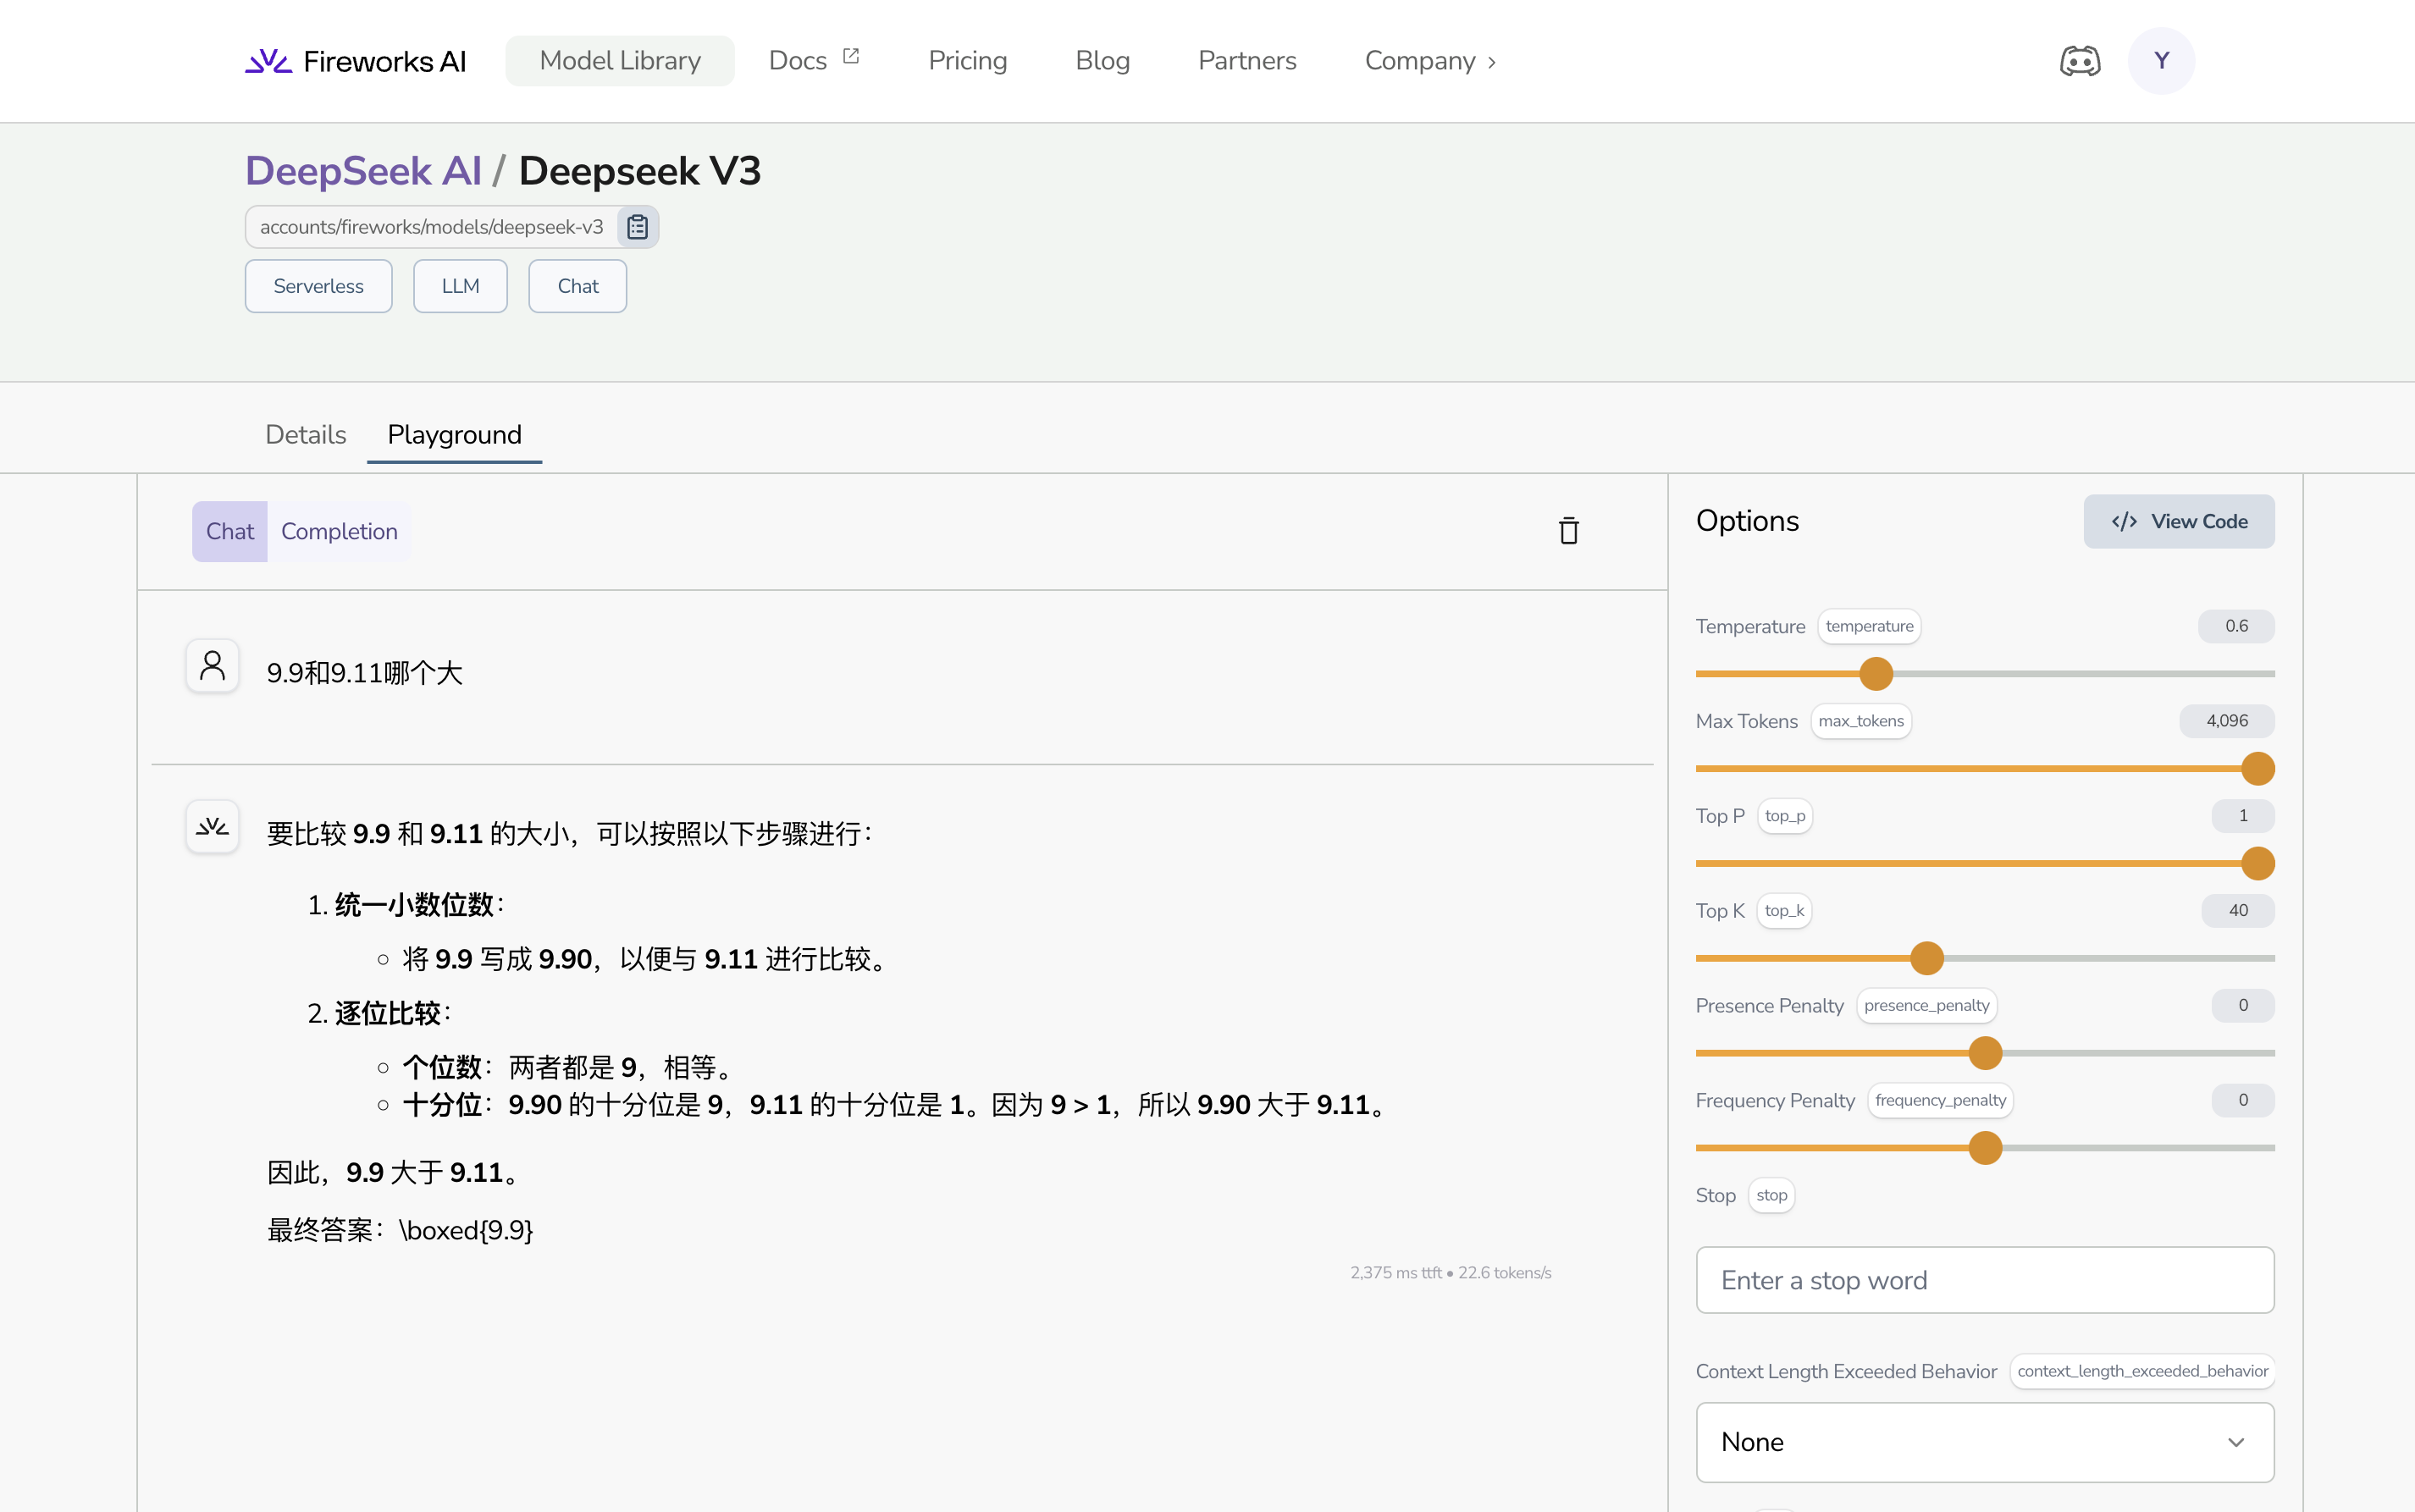 Fireworks AI
Model Library
Docs
Pricing
Blog
Partners
Company
Y
DeepSeek AI / Deepseek V3
accounts/fireworks/models/deepseek-v3
Serverless
LLM
Chat
Details
Playground
Chat
Completion
9.9和9.11哪个大
要比较 9.9 和 9.11 的大小，可以按照以下步骤进行：
1. 统一小数位数：
将 9.9 写成 9.90，以便与 9.11 进行比较。
2. 逐位比较：
个位数：两者都是 9，相等。
十分位：9.90 的十分位是 9，9.11 的十分位是 1。因为 9 > 1，所以 9.90 大于 9.11。
因此，9.9 大于 9.11。
最终答案：\boxed{9.9}
2,375 ms ttft • 22.6 tokens/s
Options
</> View Code
Temperature temperature 0.6
Max Tokens max_tokens 4,096
Top P top_p 1
Top K top_k 40
Presence Penalty presence_penalty 0
Frequency Penalty frequency_penalty 0
Stop stop
Enter a stop word
Context Length Exceeded Behavior context_length_exceeded_behavior
None